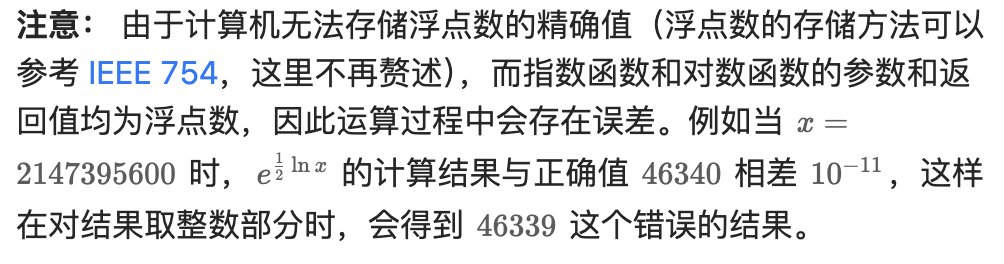 注意： 由于计算机无法存储浮点数的精确值（浮点数的存储方法可以
参考 IEEE 754，这里不再赘述），而指数函数和对数函数的参数和返
回值均为浮点数，因此运算过程中会存在误差。例如当 $x =$
$2147395600$ 时，$e^{\frac{1}{2} \ln x}$ 的计算结果与正确值 $46340$ 相差 $10^{-11}$，这样
在对结果取整数部分时，会得到 $46339$ 这个错误的结果。